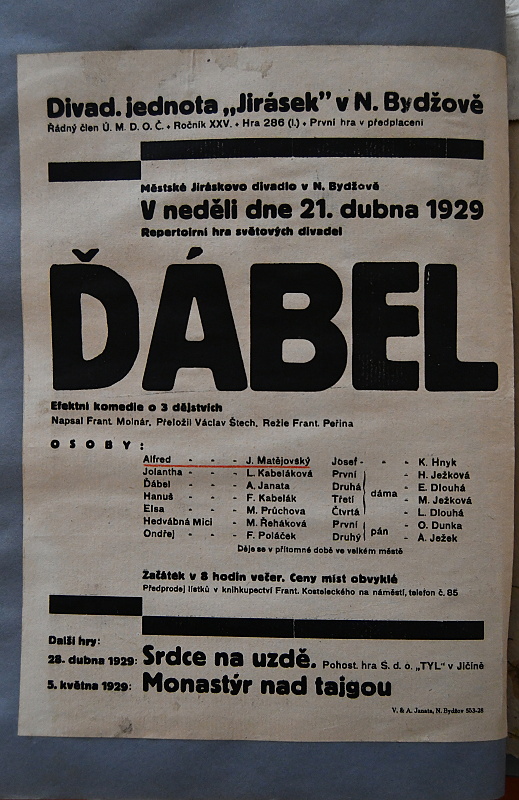 Divad. jednota „Jirásek” v N. Bydžově
Řádný člen Ú. M. D. O. Č. • Ročník XXV. • Hra 286 (I.) • První hra v předplacení
Městské Jiráskovo divadlo v N. Bydžově
V neděli dne 21. dubna 1929
Repertoirní hra světových divadel
ĎÁBEL
Efektní komedie o 3 dějstvích
Napsal Frant. Molnár, Přeložil Václav Štech, Režie Frant. Peřina
OSOBY:
Alfred - - - J. Matějovský
Jolantha - - - L. Kabeláková
Ďábel - - - A. Janata
Hanuš - - - F. Kabelák
Elsa - - - M. Průchova
Hedvábná Mici - M. Řeháková
Ondřej - - - F. Poláček
Josef - - - K. Hnyk
První dáma - H. Ježková
Druhá - E. Dlouhá
Třetí - M. Ježková
Čtvrtá - L. Dlouhá
První pán - O. Dunka
Druhý - A. Ježek
Děje se v přítomné době ve velkém městě
Začátek v 8 hodin večer. Ceny míst obvyklé
Předprodej lístků v knihkupectví Frant. Kosteleckého na náměstí, telefon č. 85
Další hry:
28. dubna 1929: Srdce na uzdě. Pohost. hra S. d. o. „TYL” v Jičíně
5. května 1929: Monastýr nad tajgou
V. & A. Janata, N. Bydžov 503-28